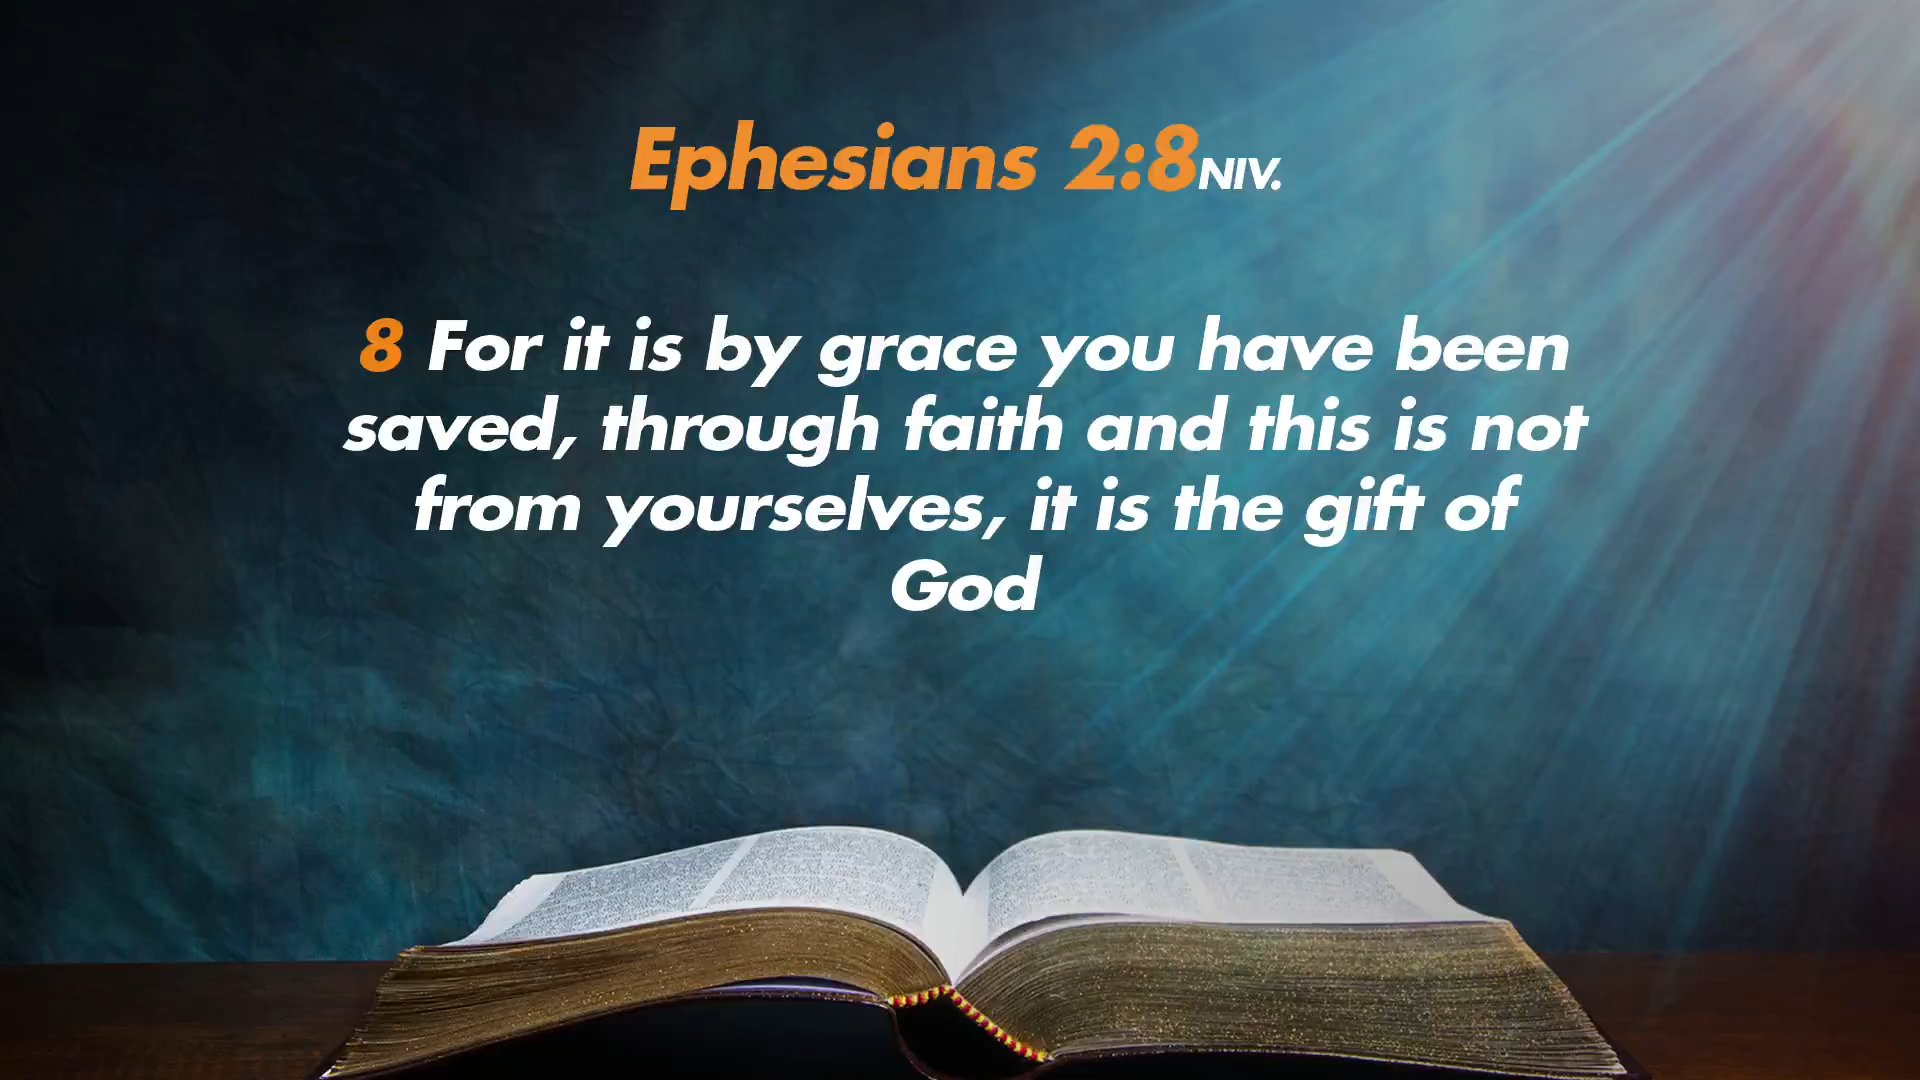 Ephesians 2:8NIV.
8 For it is by grace you have been
saved, through faith and this is not
from yourselves, it is the gift of
God